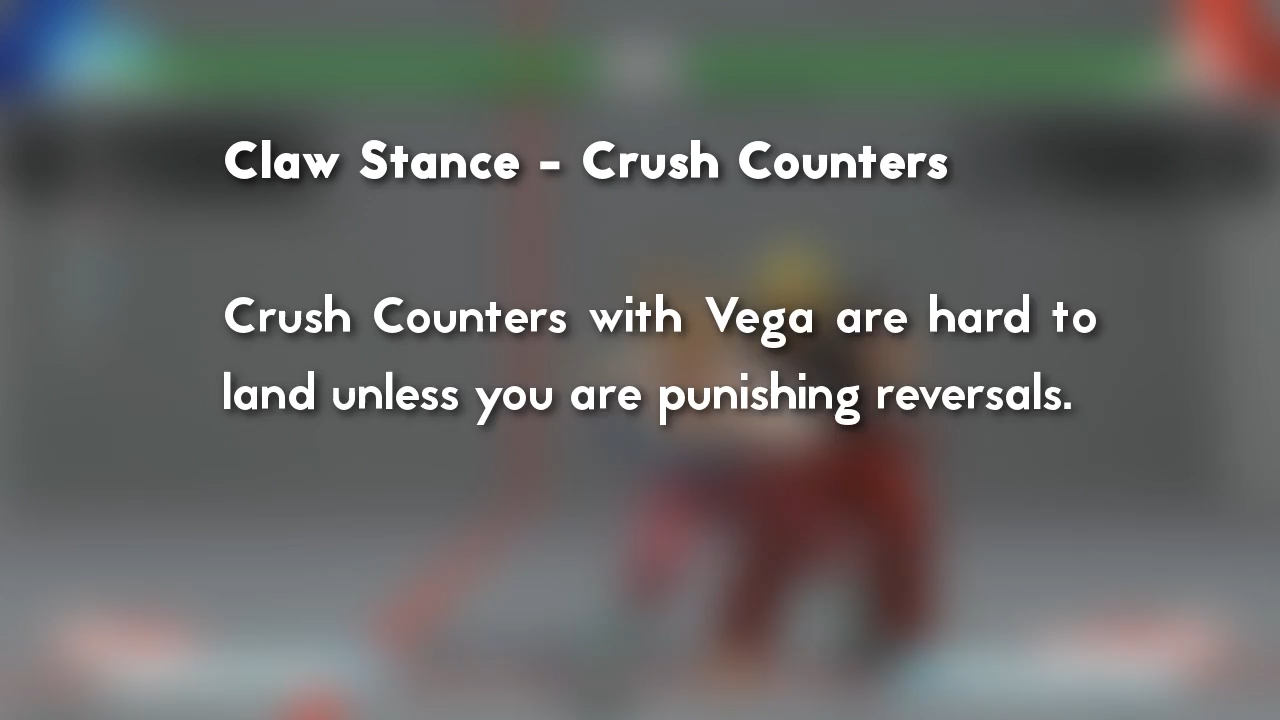 Claw Stance - Crush Counters
Crush Counters with Vega are hard to
land unless you are punishing reversals.